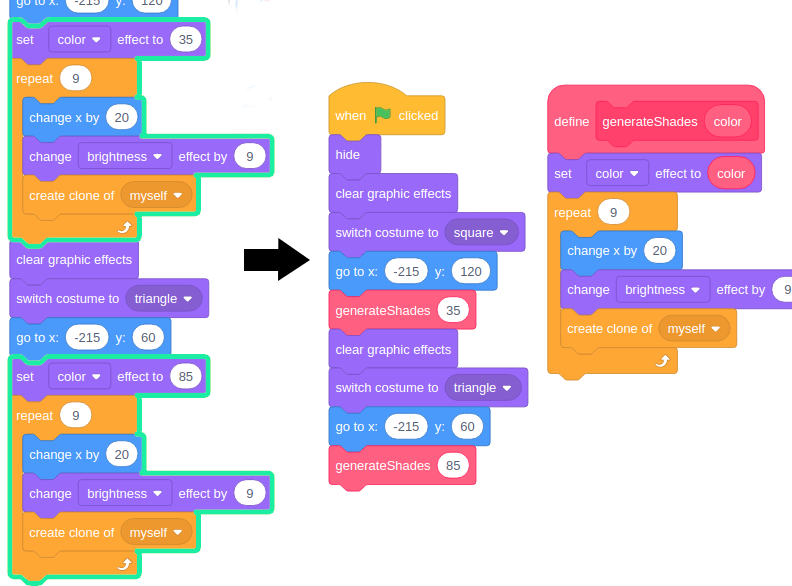 go to x: -215 y: 120
set color effect to 35
repeat 9
change x by 20
change brightness effect by 9
create clone of myself
clear graphic effects
switch costume to triangle
go to x: -215 y: 60
set color effect to 85
repeat 9
change x by 20
change brightness effect by 9
create clone of myself
when clicked
hide
clear graphic effects
switch costume to square
go to x: -215 y: 120
generateShades 35
clear graphic effects
switch costume to triangle
go to x: -215 y: 60
generateShades 85
define generateShades color
set color effect to color
repeat 9
change x by 20
change brightness effect by 9
create clone of myself